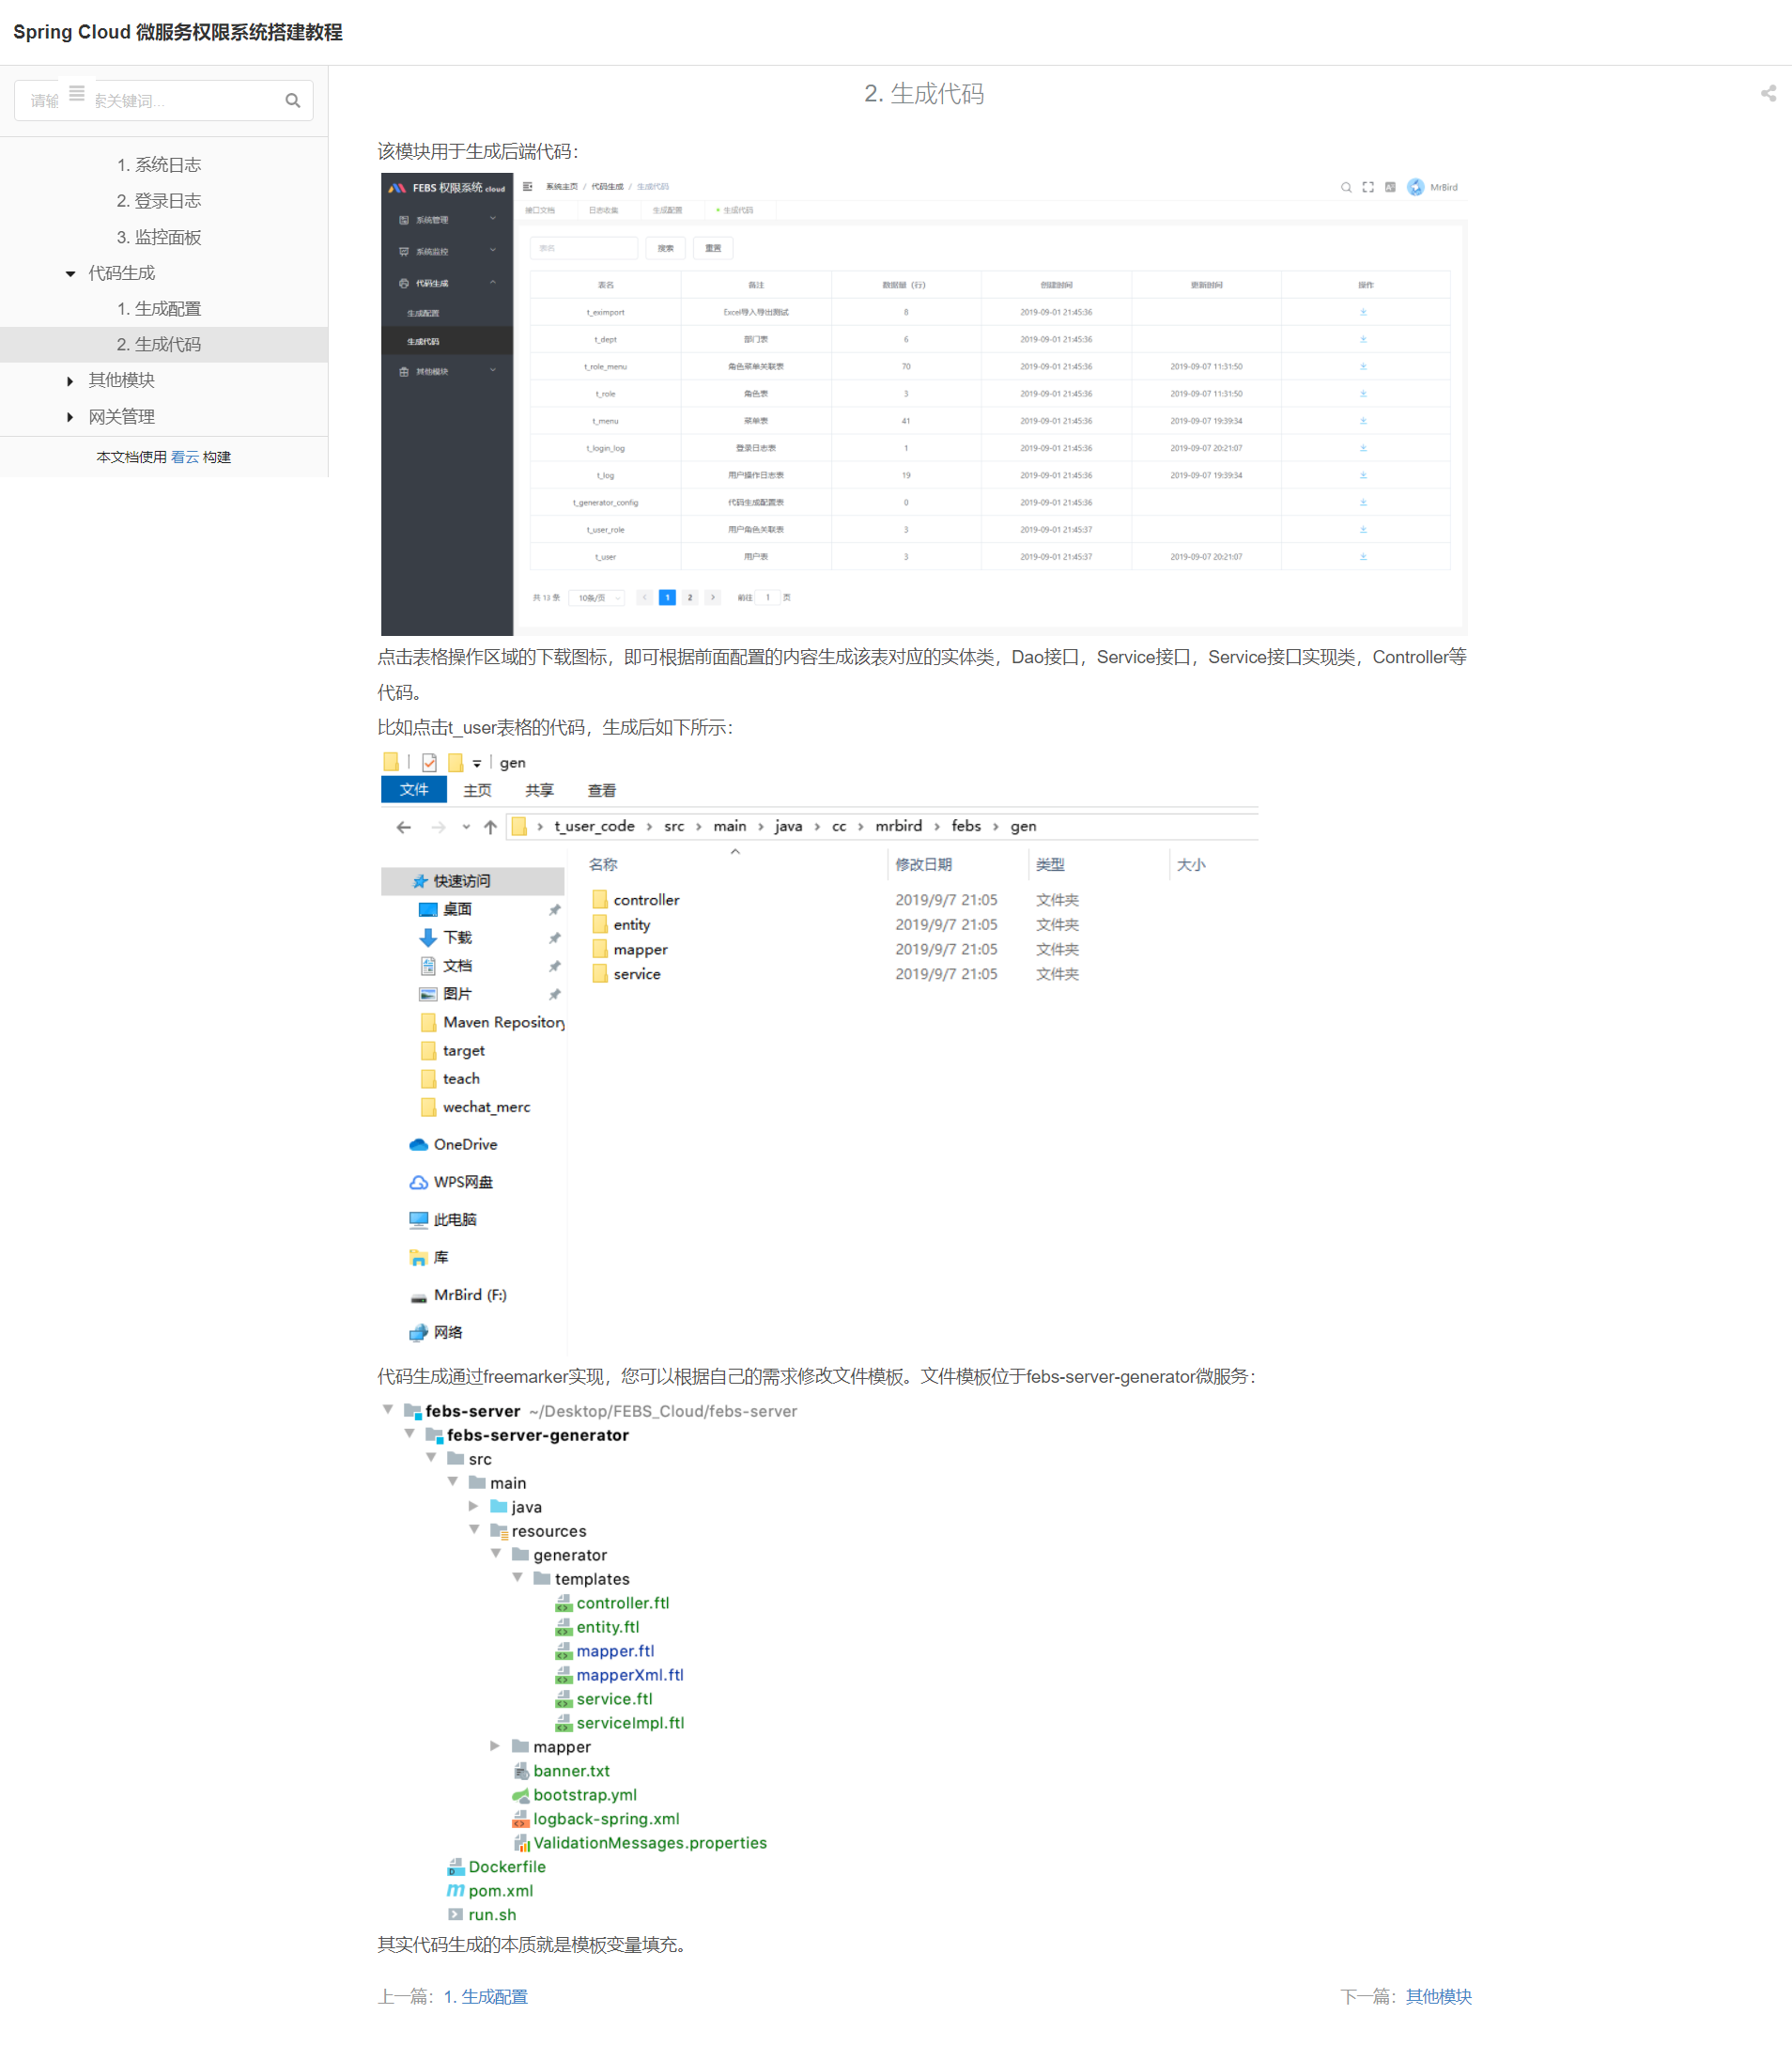 Spring Cloud 微服务权限系统搭建教程
请输 索关键词...
1. 系统日志
2. 登录日志
3. 监控面板
代码生成
1. 生成配置
2. 生成代码
其他模块
网关管理
本文档使用 看云 构建
2. 生成代码
该模块用于生成后端代码：
FEBS 权限系统 cloud
系统主页 / 代码生成 / 生成代码
MrBird
接口文档 日志收集 生成配置 生成代码
系统管理
系统监控
代码生成
生成配置
生成代码
其他模块
表名 搜索 重置
表名 备注 数据量（行） 创建时间 更新时间 操作
t_eximport Excel导入导出测试 8 2019-09-01 21:45:36
t_dept 部门表 6 2019-09-01 21:45:36
t_role_menu 角色菜单关联表 70 2019-09-01 21:45:36 2019-09-07 11:31:50
t_role 角色表 3 2019-09-01 21:45:36 2019-09-07 11:31:50
t_menu 菜单表 41 2019-09-01 21:45:36 2019-09-07 19:39:34
t_login_log 登录日志表 1 2019-09-01 21:45:36 2019-09-07 20:21:07
t_log 用户操作日志表 19 2019-09-01 21:45:36 2019-09-07 19:39:34
t_generator_config 代码生成配置表 0 2019-09-01 21:45:36
t_user_role 用户角色关联表 3 2019-09-01 21:45:37
t_user 用户表 3 2019-09-01 21:45:37 2019-09-07 20:21:07
共 13 条 10条/页 1 2 前往 1 页
点击表格操作区域的下载图标，即可根据前面配置的内容生成该表对应的实体类，Dao接口，Service接口，Service接口实现类，Controller等
代码。
比如点击t_user表格的代码，生成后如下所示：
gen
文件 主页 共享 查看
t_user_code › src › main › java › cc › mrbird › febs › gen
名称 修改日期 类型 大小
controller 2019/9/7 21:05 文件夹
entity 2019/9/7 21:05 文件夹
mapper 2019/9/7 21:05 文件夹
service 2019/9/7 21:05 文件夹
快速访问
桌面
下载
文档
图片
Maven Repository
target
teach
wechat_merc
OneDrive
WPS网盘
此电脑
库
MrBird (F:)
网络
代码生成通过freemarker实现，您可以根据自己的需求修改文件模板。文件模板位于febs-server-generator微服务：
febs-server ~/Desktop/FEBS_Cloud/febs-server
febs-server-generator
src
main
java
resources
generator
templates
controller.ftl
entity.ftl
mapper.ftl
mapperXml.ftl
service.ftl
serviceImpl.ftl
mapper
banner.txt
bootstrap.yml
logback-spring.xml
ValidationMessages.properties
Dockerfile
pom.xml
run.sh
其实代码生成的本质就是模板变量填充。
上一篇：1. 生成配置
下一篇：其他模块